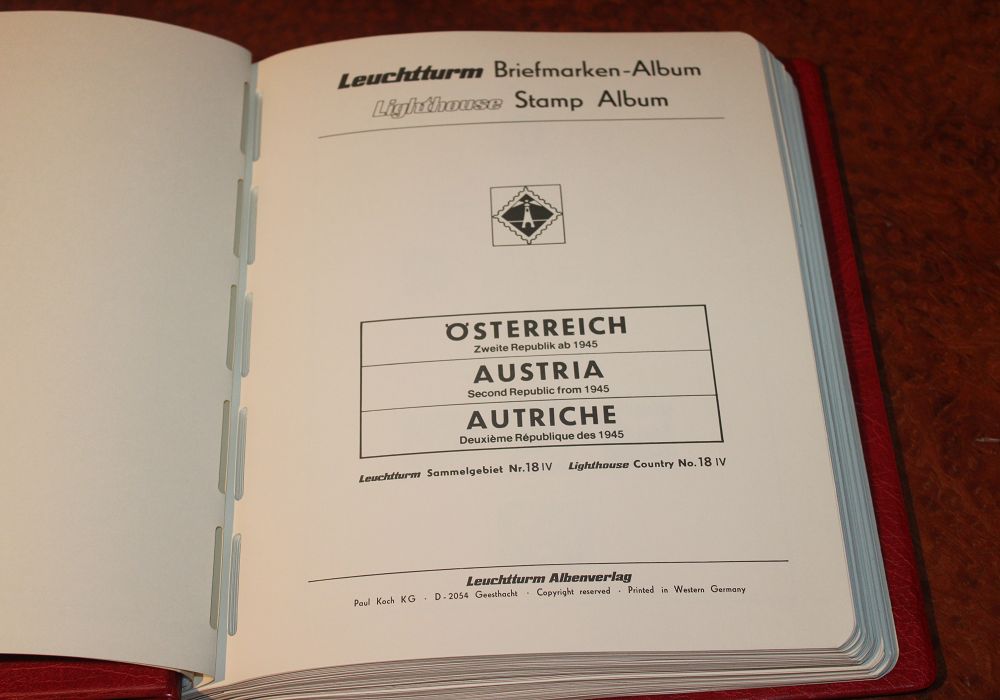 Leuchtturm Briefmarken-Album
Lighthouse Stamp Album
ÖSTERREICH
Zweite Republik ab 1945
AUSTRIA
Second Republic from 1945
AUTRICHE
Deuxième République des 1945
Leuchtturm Sammelgebiet Nr. 18 IV Lighthouse Country No. 18 IV
Leuchtturm Albenverlag
Paul Koch KG · D-2054 Geesthacht · Copyright reserved · Printed in Western Germany